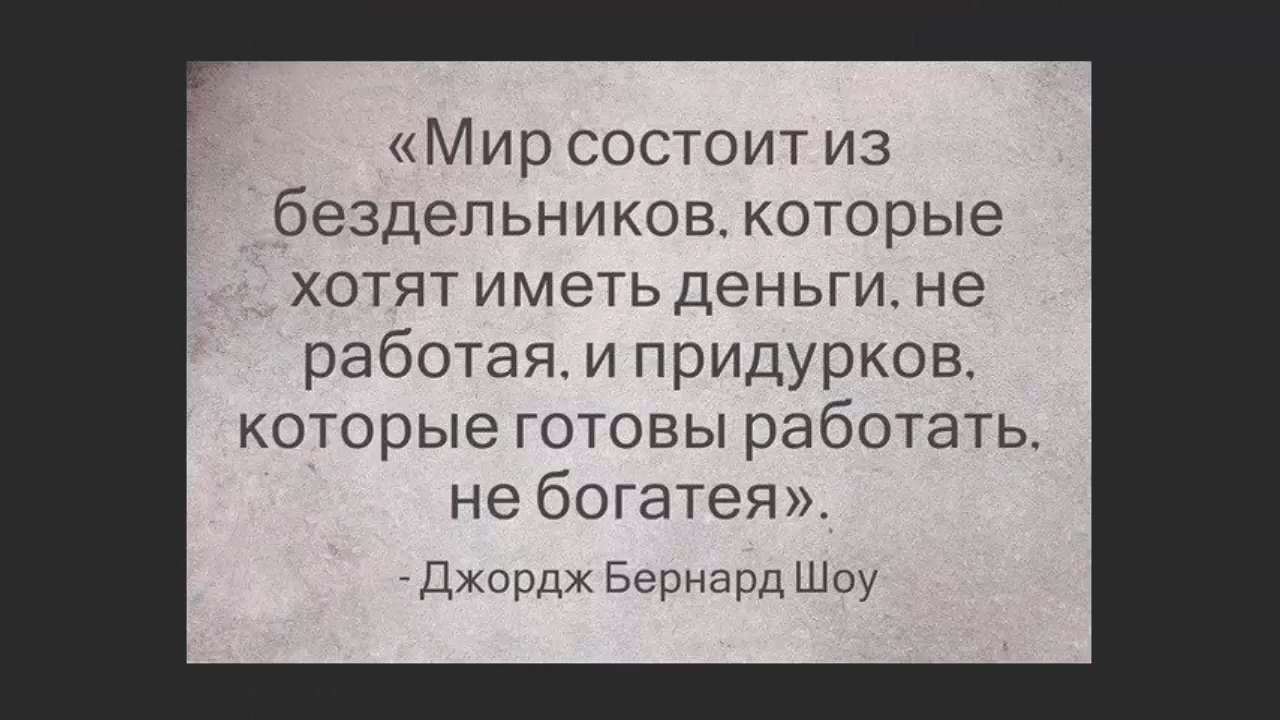 «Мир состоит из
бездельников, которые
хотят иметь деньги, не
работая, и придурков,
которые готовы работать,
не богатея».
- Джордж Бернард Шоу